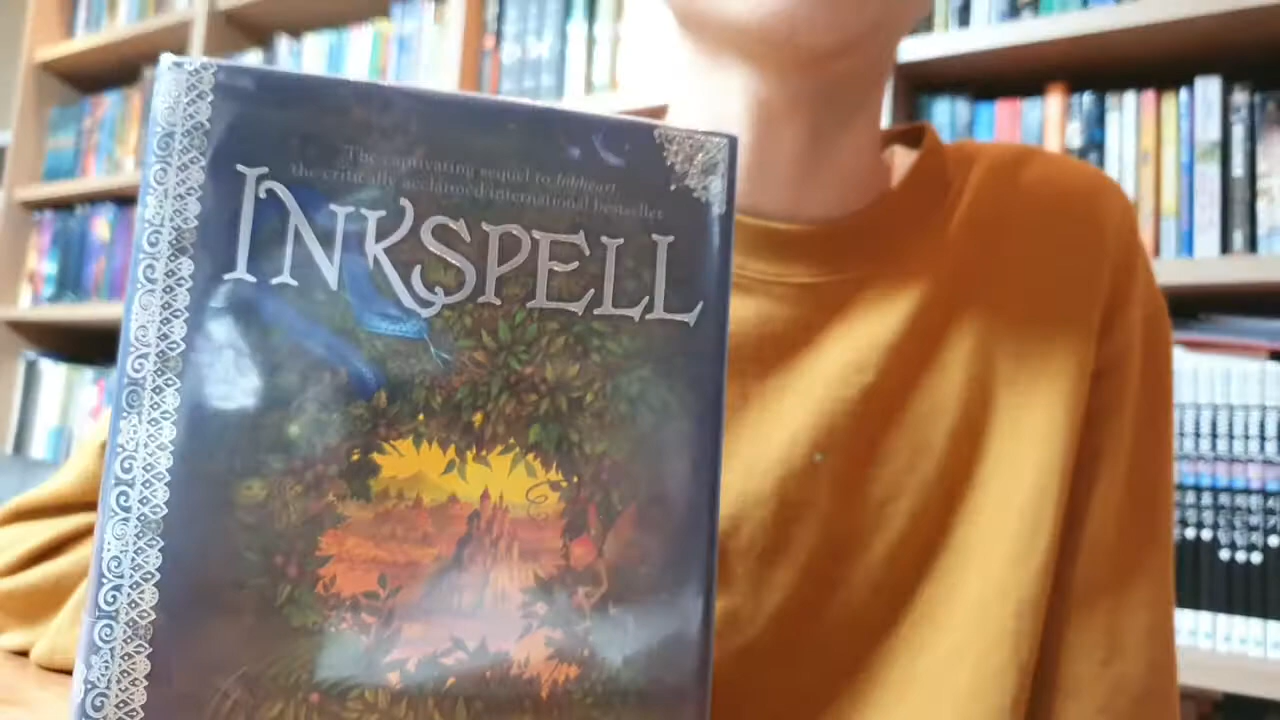 The captivating sequel to Inkheart,
the critically acclaimed international bestseller
INKSPELL